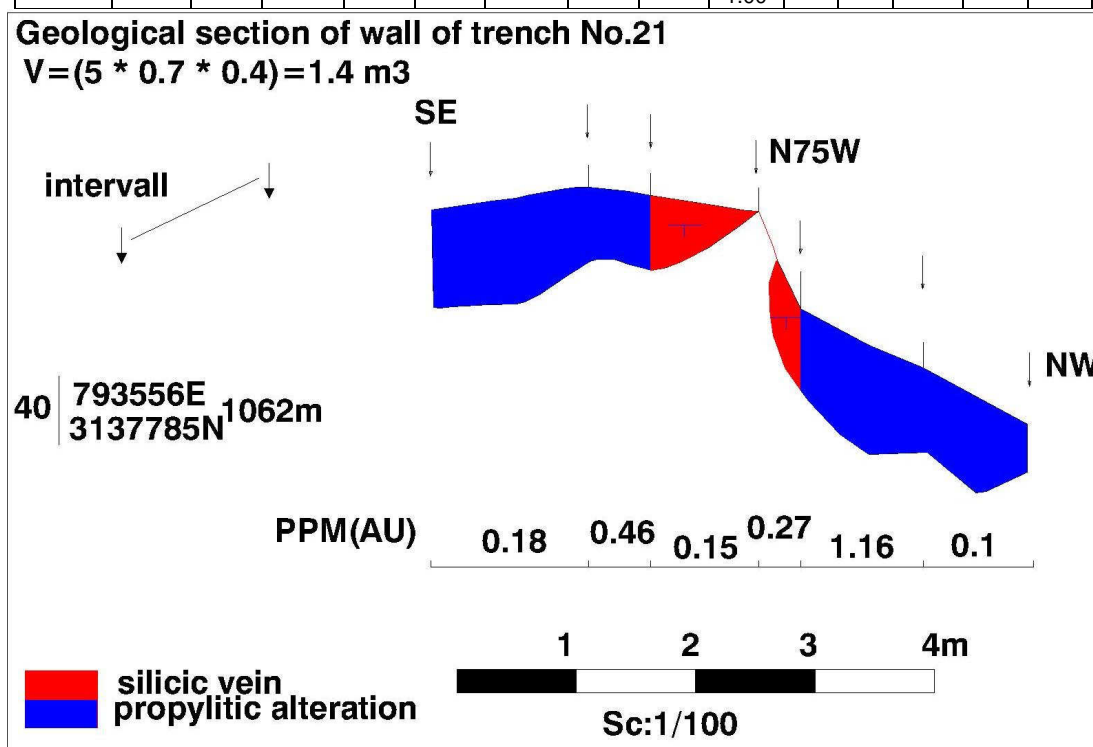 Geological section of wall of trench No.21
V=(5 * 0.7 * 0.4)=1.4 m3
SE
N75W
intervall
NW
40
793556E
3137785N
1062m
PPM(AU)
0.18
0.46
0.15
0.27
1.16
0.1
1 2 3 4m
silicic vein
propylitic alteration
Sc:1/100